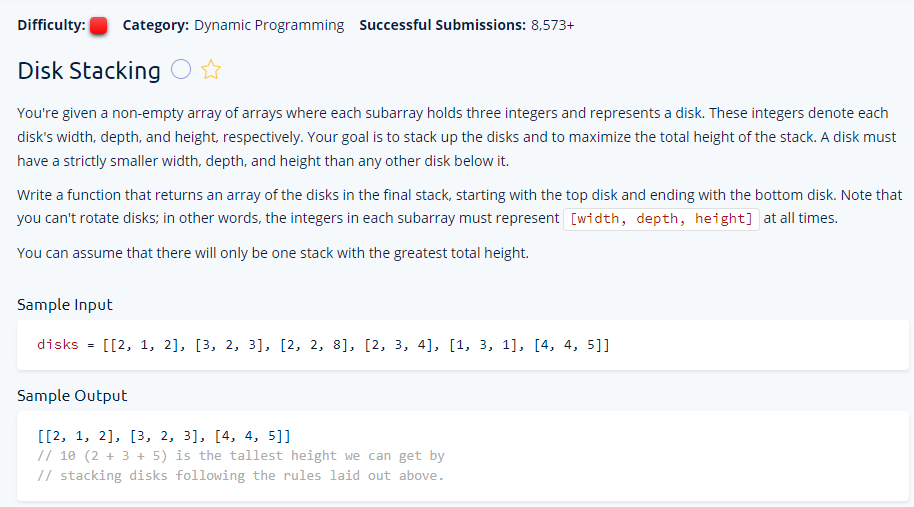 Difficulty: Category: Dynamic Programming Successful Submissions: 8,573+
Disk Stacking
You're given a non-empty array of arrays where each subarray holds three integers and represents a disk. These integers denote each
disk's width, depth, and height, respectively. Your goal is to stack up the disks and to maximize the total height of the stack. A disk must
have a strictly smaller width, depth, and height than any other disk below it.
Write a function that returns an array of the disks in the final stack, starting with the top disk and ending with the bottom disk. Note that
you can't rotate disks; in other words, the integers in each subarray must represent [width, depth, height] at all times.
You can assume that there will only be one stack with the greatest total height.
Sample Input
disks = [[2, 1, 2], [3, 2, 3], [2, 2, 8], [2, 3, 4], [1, 3, 1], [4, 4, 5]]
Sample Output
[[2, 1, 2], [3, 2, 3], [4, 4, 5]]
// 10 (2 + 3 + 5) is the tallest height we can get by
// stacking disks following the rules laid out above.